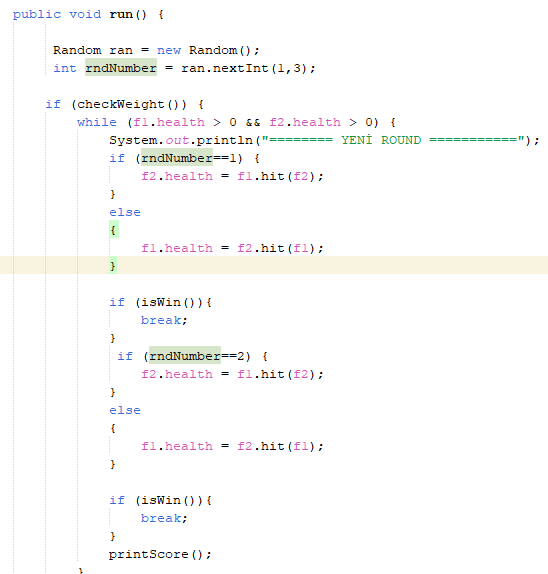 public void run() {
Random ran = new Random();
int rndNumber = ran.nextInt(1,3);
if (checkWeight()) {
while (f1.health > 0 && f2.health > 0) {
System.out.println("======== YENİ ROUND ===========");
if (rndNumber==1) {
f2.health = f1.hit(f2);
}
else
{
f1.health = f2.hit(f1);
}
if (isWin()){
break;
}
if (rndNumber==2) {
f2.health = f1.hit(f2);
}
else
{
f1.health = f2.hit(f1);
}
if (isWin()){
break;
}
printScore();
}